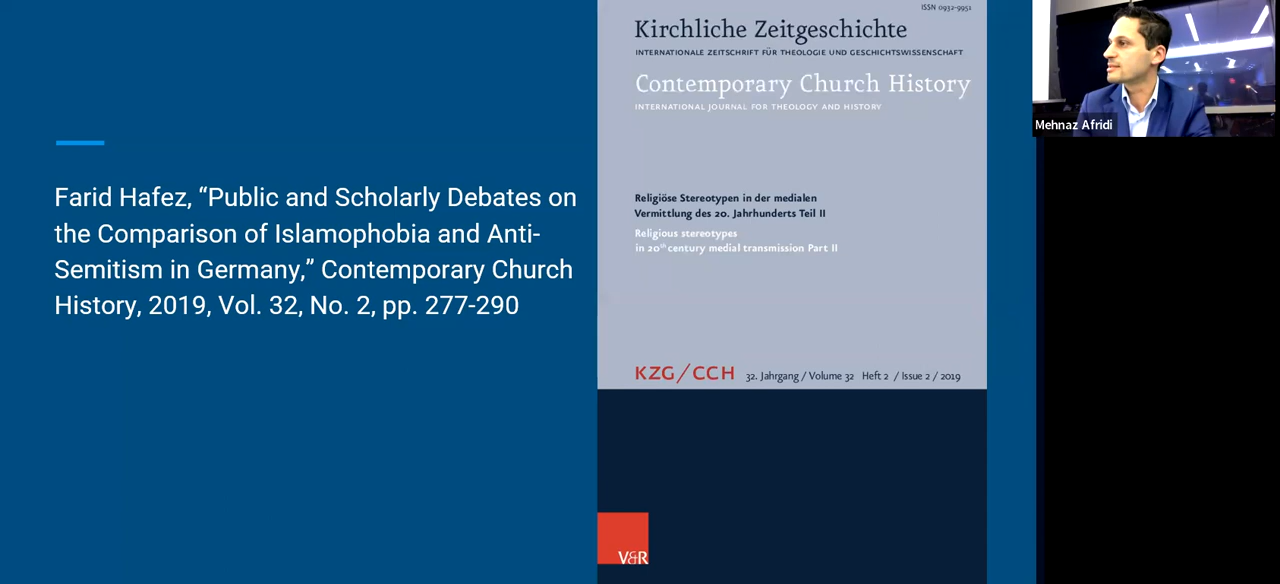 Farid Hafez, “Public and Scholarly Debates on
the Comparison of Islamophobia and Anti-
Semitism in Germany,” Contemporary Church
History, 2019, Vol. 32, No. 2, pp. 277-290
ISSN 0932-9951
Kirchliche Zeitgeschichte
INTERNATIONALE ZEITSCHRIFT FÜR THEOLOGIE UND GESCHICHTSWISSENSCHAFT
Contemporary Church History
INTERNATIONAL JOURNAL FOR THEOLOGY AND HISTORY
Religiöse Stereotypen in der medialen
Vermittlung des 20. Jahrhunderts Teil II
Religious stereotypes
in 20th century medial transmission Part II
KZG/CCH 32. Jahrgang / Volume 32 Heft 2 / Issue 2 / 2019
V&R
Mehnaz Afridi